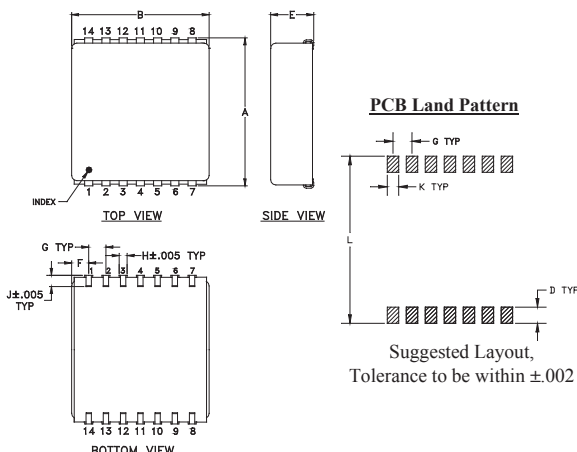 B
E
14 13 12 11 10 9 8
A
INDEX
1 2 3 4 5 6 7
TOP VIEW
SIDE VIEW
PCB Land Pattern
G TYP
K TYP
L
D TYP
Suggested Layout,
Tolerance to be within ±.002
G TYP
H±.005 TYP
F
1 2 3 4 5 6 7
J±.005
TYP
14 13 12 11 10 9 8
BOTTOM VIEW